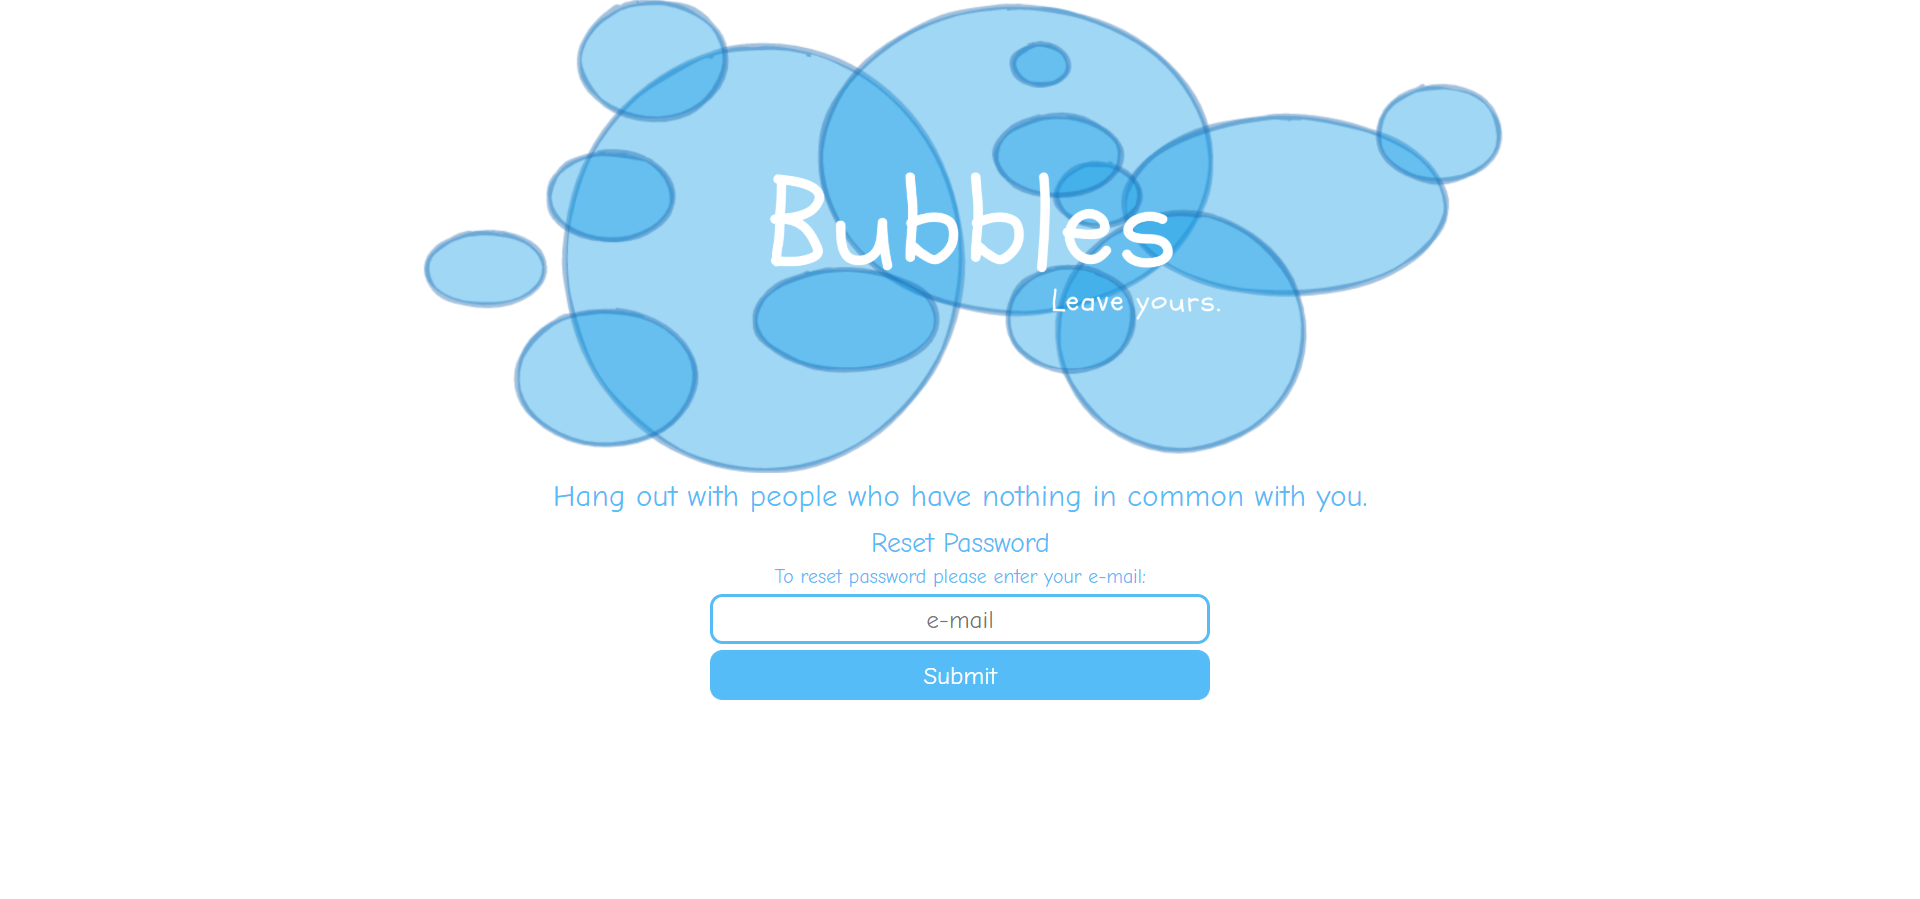 Bubbles
Leave yours.
Hang out with people who have nothing in common with you.
Reset Password
To reset password please enter your e-mail:
e-mail
Submit